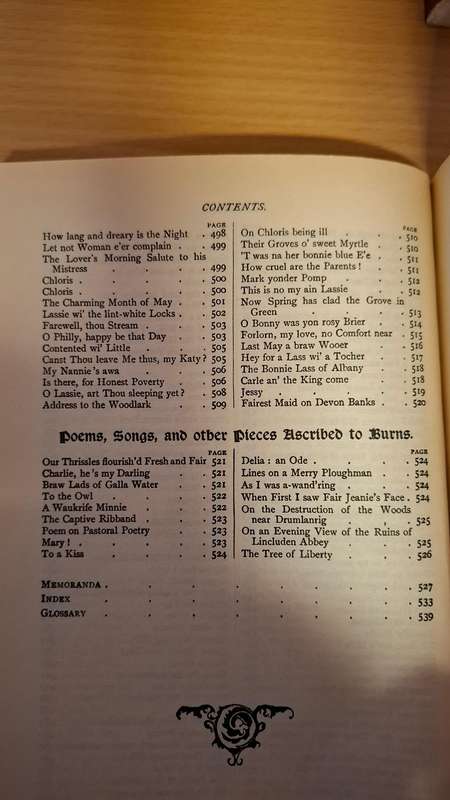 CONTENTS.
PAGE
How lang and dreary is the Night . 498
Let not Woman e'er complain . . 499
The Lover's Morning Salute to his
Mistress . . . . 499
Chloris . . . . . 500
Chloris . . . . . 500
The Charming Month of May . . 501
Lassie wi' the lint-white Locks . . 502
Farewell, thou Stream . . . 503
O Philly, happy be that Day . . 503
Contented wi' Little . . . 505
Canst Thou leave Me thus, my Katy ? 505
My Nannie's awa . . . . 506
Is there, for Honest Poverty . . 506
O Lassie, art Thou sleeping yet ? . 508
Address to the Woodlark . . 509
PAGE
On Chloris being ill . . . 510
Their Groves o' sweet Myrtle . . 510
'T was na her bonnie blue E'e . . 511
How cruel are the Parents ! . . 511
Mark yonder Pomp . . . 512
This is no my ain Lassie . . 512
Now Spring has clad the Grove in
Green . . . . 513
O Bonny was yon rosy Brier . . 514
Forlorn, my love, no Comfort near . 515
Last May a braw Wooer . . 516
Hey for a Lass wi' a Tocher . . 517
The Bonnie Lass of Albany . . 518
Carle an' the King come . . 518
Jessy . . . . . 519
Fairest Maid on Devon Banks . . 520
Poems, Songs, and other Pieces Ascribed to Burns.
PAGE
Our Thrissles flourish'd Fresh and Fair 521
Charlie, he's my Darling . . 521
Braw Lads of Galla Water . . 521
To the Owl . . . . 522
A Waukrife Minnie . . . 522
The Captive Ribband . . . 523
Poem on Pastoral Poetry . . 523
Mary ! . . . . . 523
To a Kiss . . . . 524
PAGE
Delia : an Ode . . . . 524
Lines on a Merry Ploughman . . 524
As I was a-wand'ring . . . 524
When First I saw Fair Jeanie's Face . 524
On the Destruction of the Woods
near Drumlanrig . . . 525
On an Evening View of the Ruins of
Lincluden Abbey . . . 525
The Tree of Liberty . . . 526
MEMORANDA . . . . . . . . . . 527
INDEX . . . . . . . . . . 533
GLOSSARY . . . . . . . . . . 539